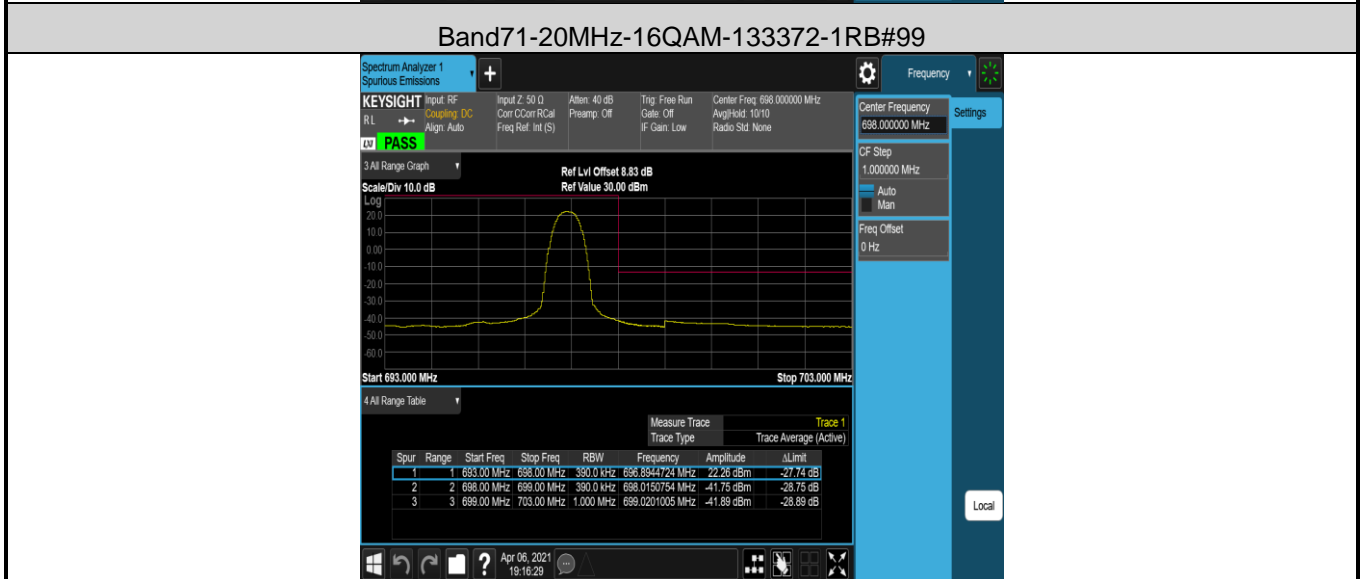 Band71-20MHz-16QAM-133372-1RB#99
Spectrum Analyzer 1
Spurious Emissions
+
Frequency
KEYSIGHT
RL
LXI
PASS
Input: RF
Coupling: DC
Align: Auto
Input Z: 50 Ω
Corr CCorr RCal
Freq Ref: Int (S)
Atten: 40 dB
Preamp: Off
Trig: Free Run
Gate: Off
IF Gain: Low
Center Freq: 698.000000 MHz
Avg|Hold: 10/10
Radio Std: None
Center Frequency
698.000000 MHz
Settings
CF Step
1.000000 MHz
Auto
Man
Freq Offset
0 Hz
3 All Range Graph
Ref Lvl Offset 8.83 dB
Scale/Div 10.0 dB
Ref Value 30.00 dBm
Log
20.0
10.0
0.00
-10.0
-20.0
-30.0
-40.0
-50.0
-60.0
Start 693.000 MHz
Stop 703.000 MHz
4 All Range Table
Measure Trace Trace 1
Trace Type Trace Average (Active)
Spur Range Start Freq Stop Freq RBW Frequency Amplitude ΔLimit
1 1 693.00 MHz 698.00 MHz 390.0 kHz 696.8944724 MHz 22.26 dBm -27.74 dB
2 2 698.00 MHz 699.00 MHz 390.0 kHz 698.0150754 MHz -41.75 dBm -28.75 dB
3 3 699.00 MHz 703.00 MHz 1.000 MHz 699.0201005 MHz -41.89 dBm -28.89 dB
Local
?
Apr 06, 2021
19:16:29